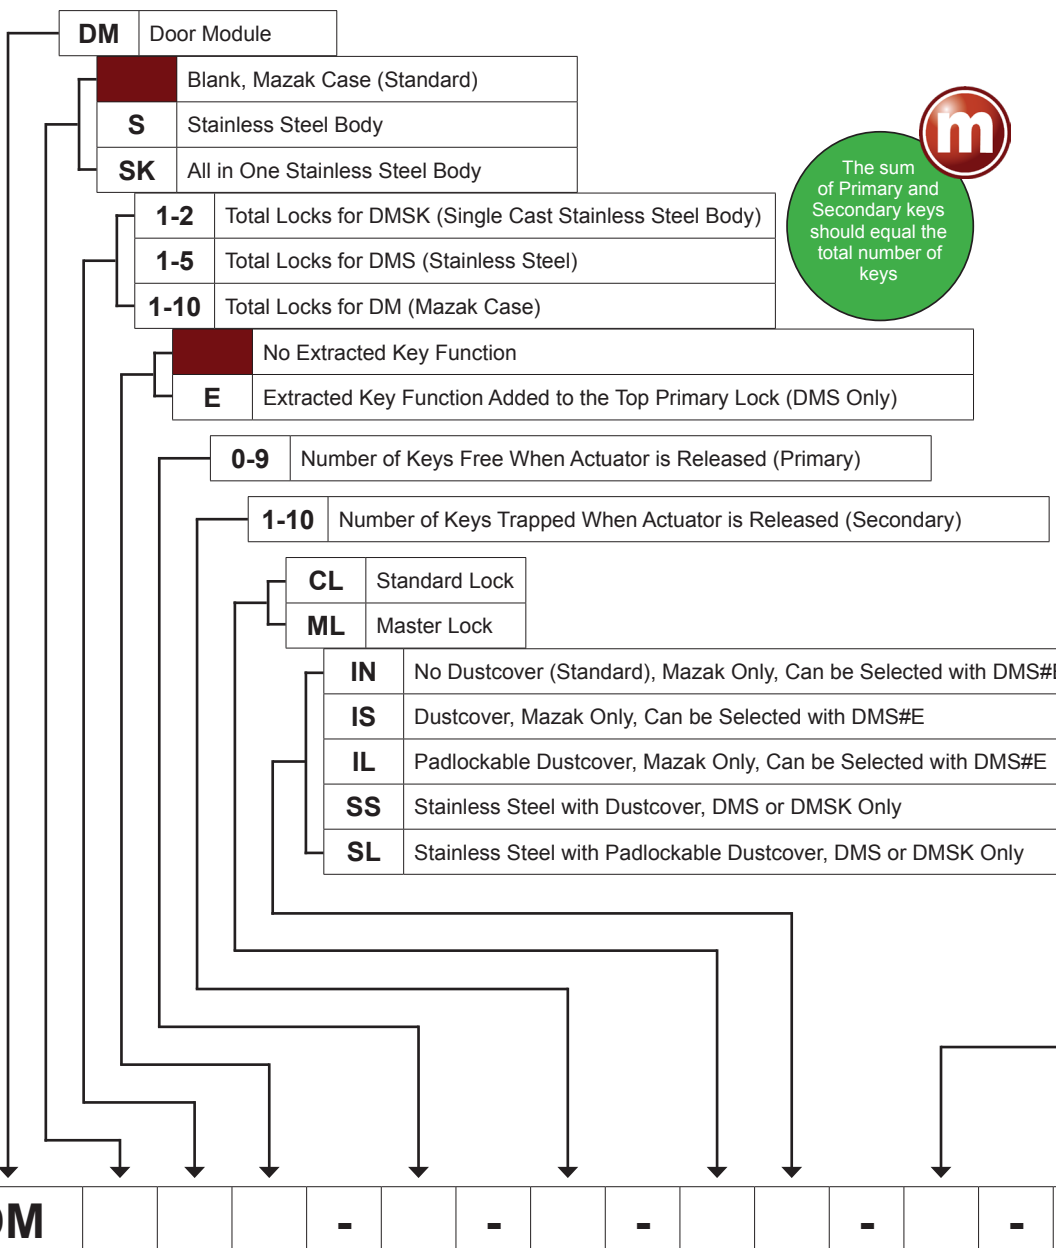 DM Door Module
Blank, Mazak Case (Standard)
S Stainless Steel Body
SK All in One Stainless Steel Body
m
The sum
of Primary and
Secondary keys
should equal the
total number of
keys
1-2 Total Locks for DMSK (Single Cast Stainless Steel Body)
1-5 Total Locks for DMS (Stainless Steel)
1-10 Total Locks for DM (Mazak Case)
No Extracted Key Function
E Extracted Key Function Added to the Top Primary Lock (DMS Only)
0-9 Number of Keys Free When Actuator is Released (Primary)
1-10 Number of Keys Trapped When Actuator is Released (Secondary)
CL Standard Lock
ML Master Lock
IN No Dustcover (Standard), Mazak Only, Can be Selected with DMS#E
IS Dustcover, Mazak Only, Can be Selected with DMS#E
IL Padlockable Dustcover, Mazak Only, Can be Selected with DMS#E
SS Stainless Steel with Dustcover, DMS or DMSK Only
SL Stainless Steel with Padlockable Dustcover, DMS or DMSK Only
DM - - - - -